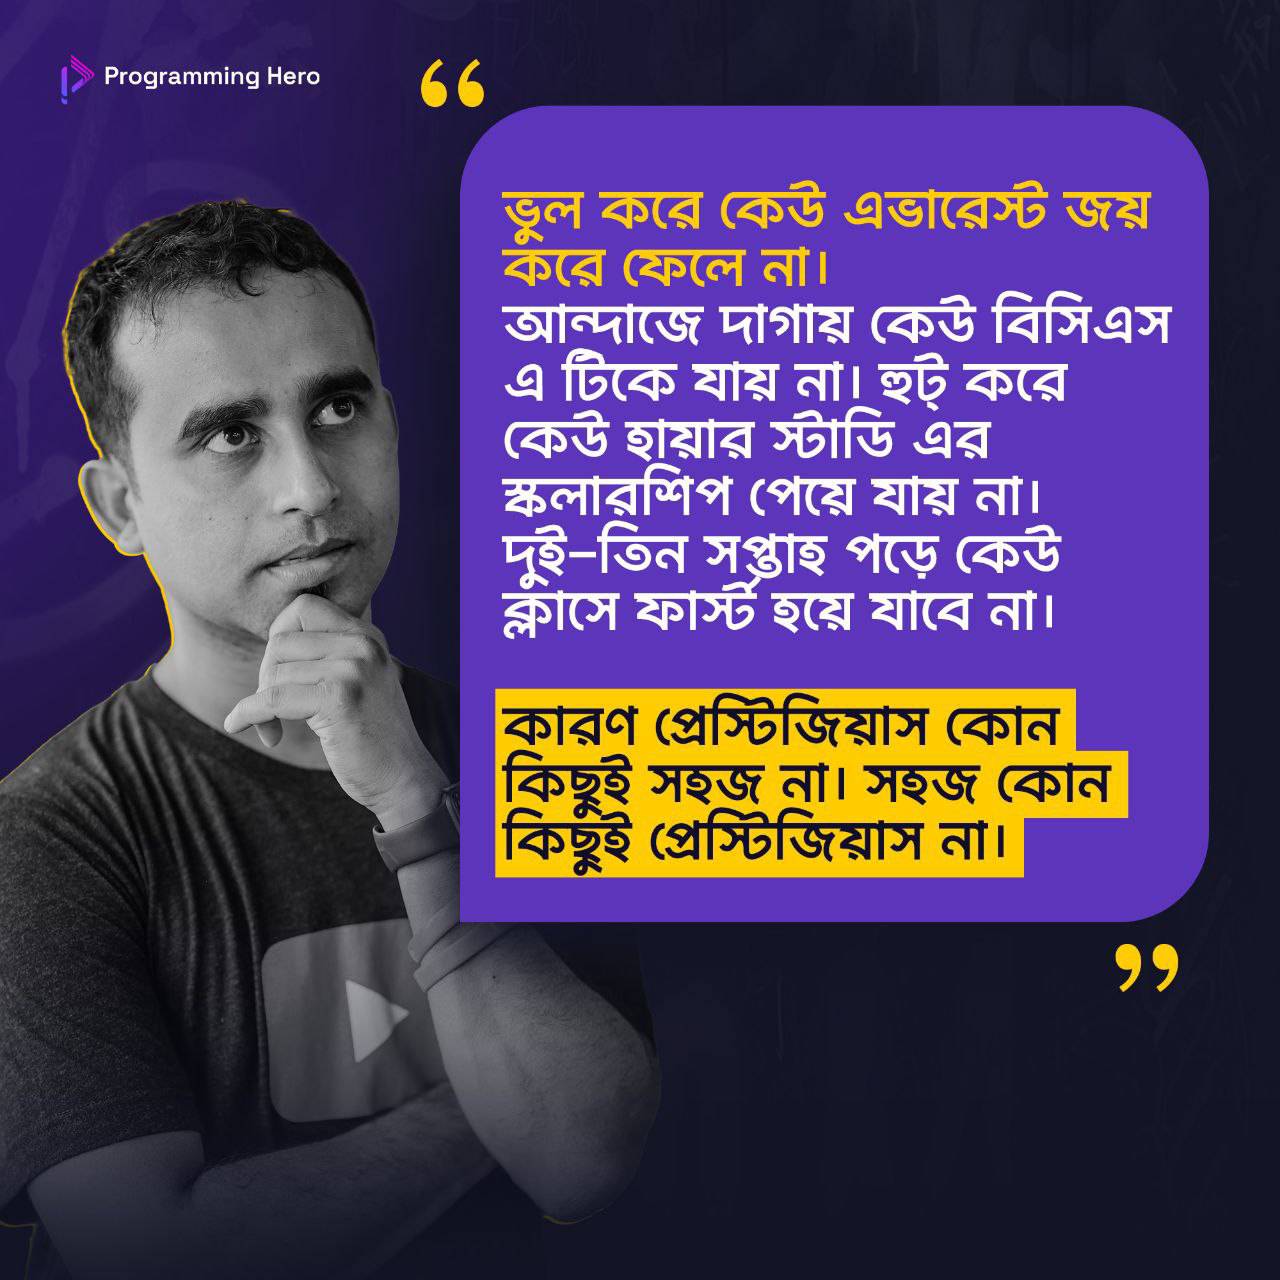 Programming Hero
ভুল করে কেউ এভারেস্ট জয়
করে ফেলে না।
আন্দাজে দাগায় কেউ বিসিএস
এ টিকে যায় না। হুট্ করে
কেউ হায়ার স্টাডি এর
স্কলারশিপ পেয়ে যায় না।
দুই-তিন সপ্তাহ পড়ে কেউ
ক্লাসে ফার্স্ট হয়ে যাবে না।
কারণ প্রেস্টিজিয়াস কোন
কিছুই সহজ না। সহজ কোন
কিছুই প্রেস্টিজিয়াস না।